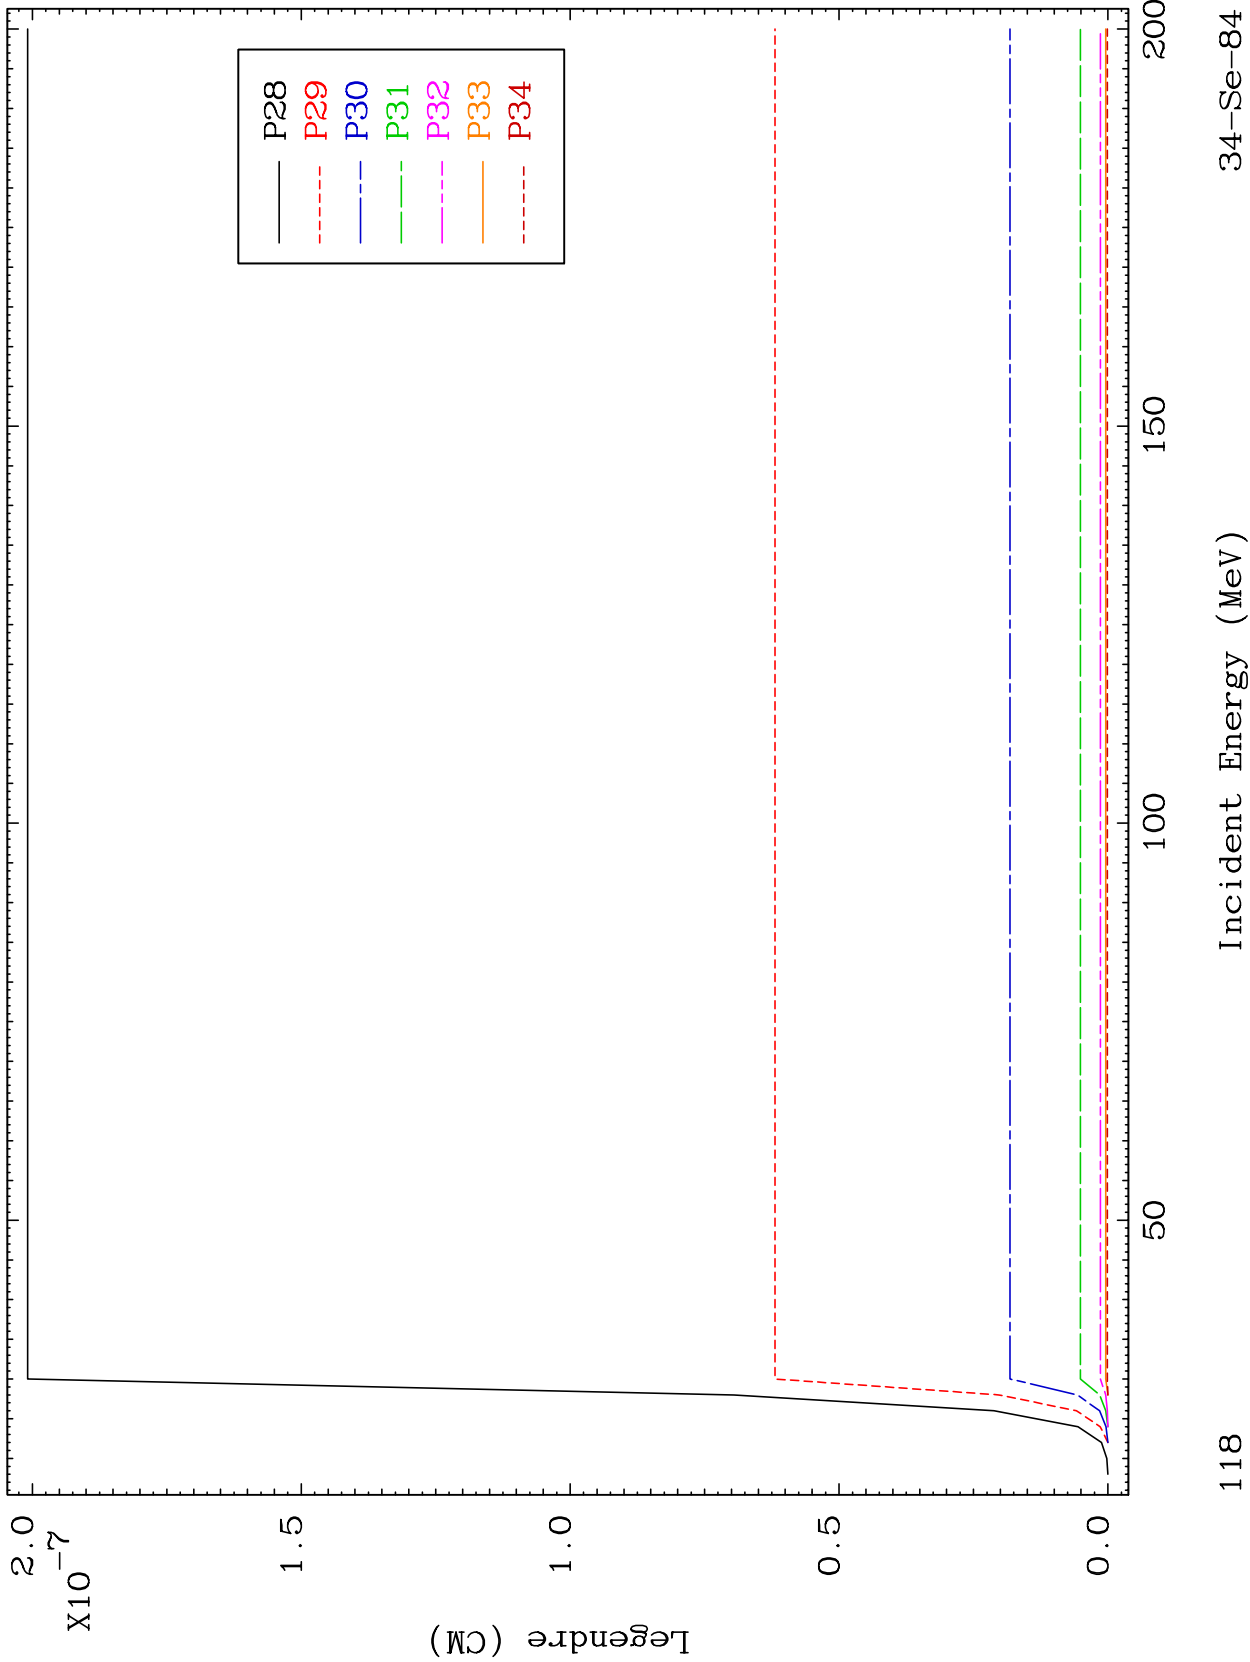 2.0
X10-7
1.5
1.0
0.5
0.0
Legendre (CM)
P28
P29
P30
P31
P32
P33
P34
50
100
150
200
Incident Energy (MeV)
118
34-Se-84